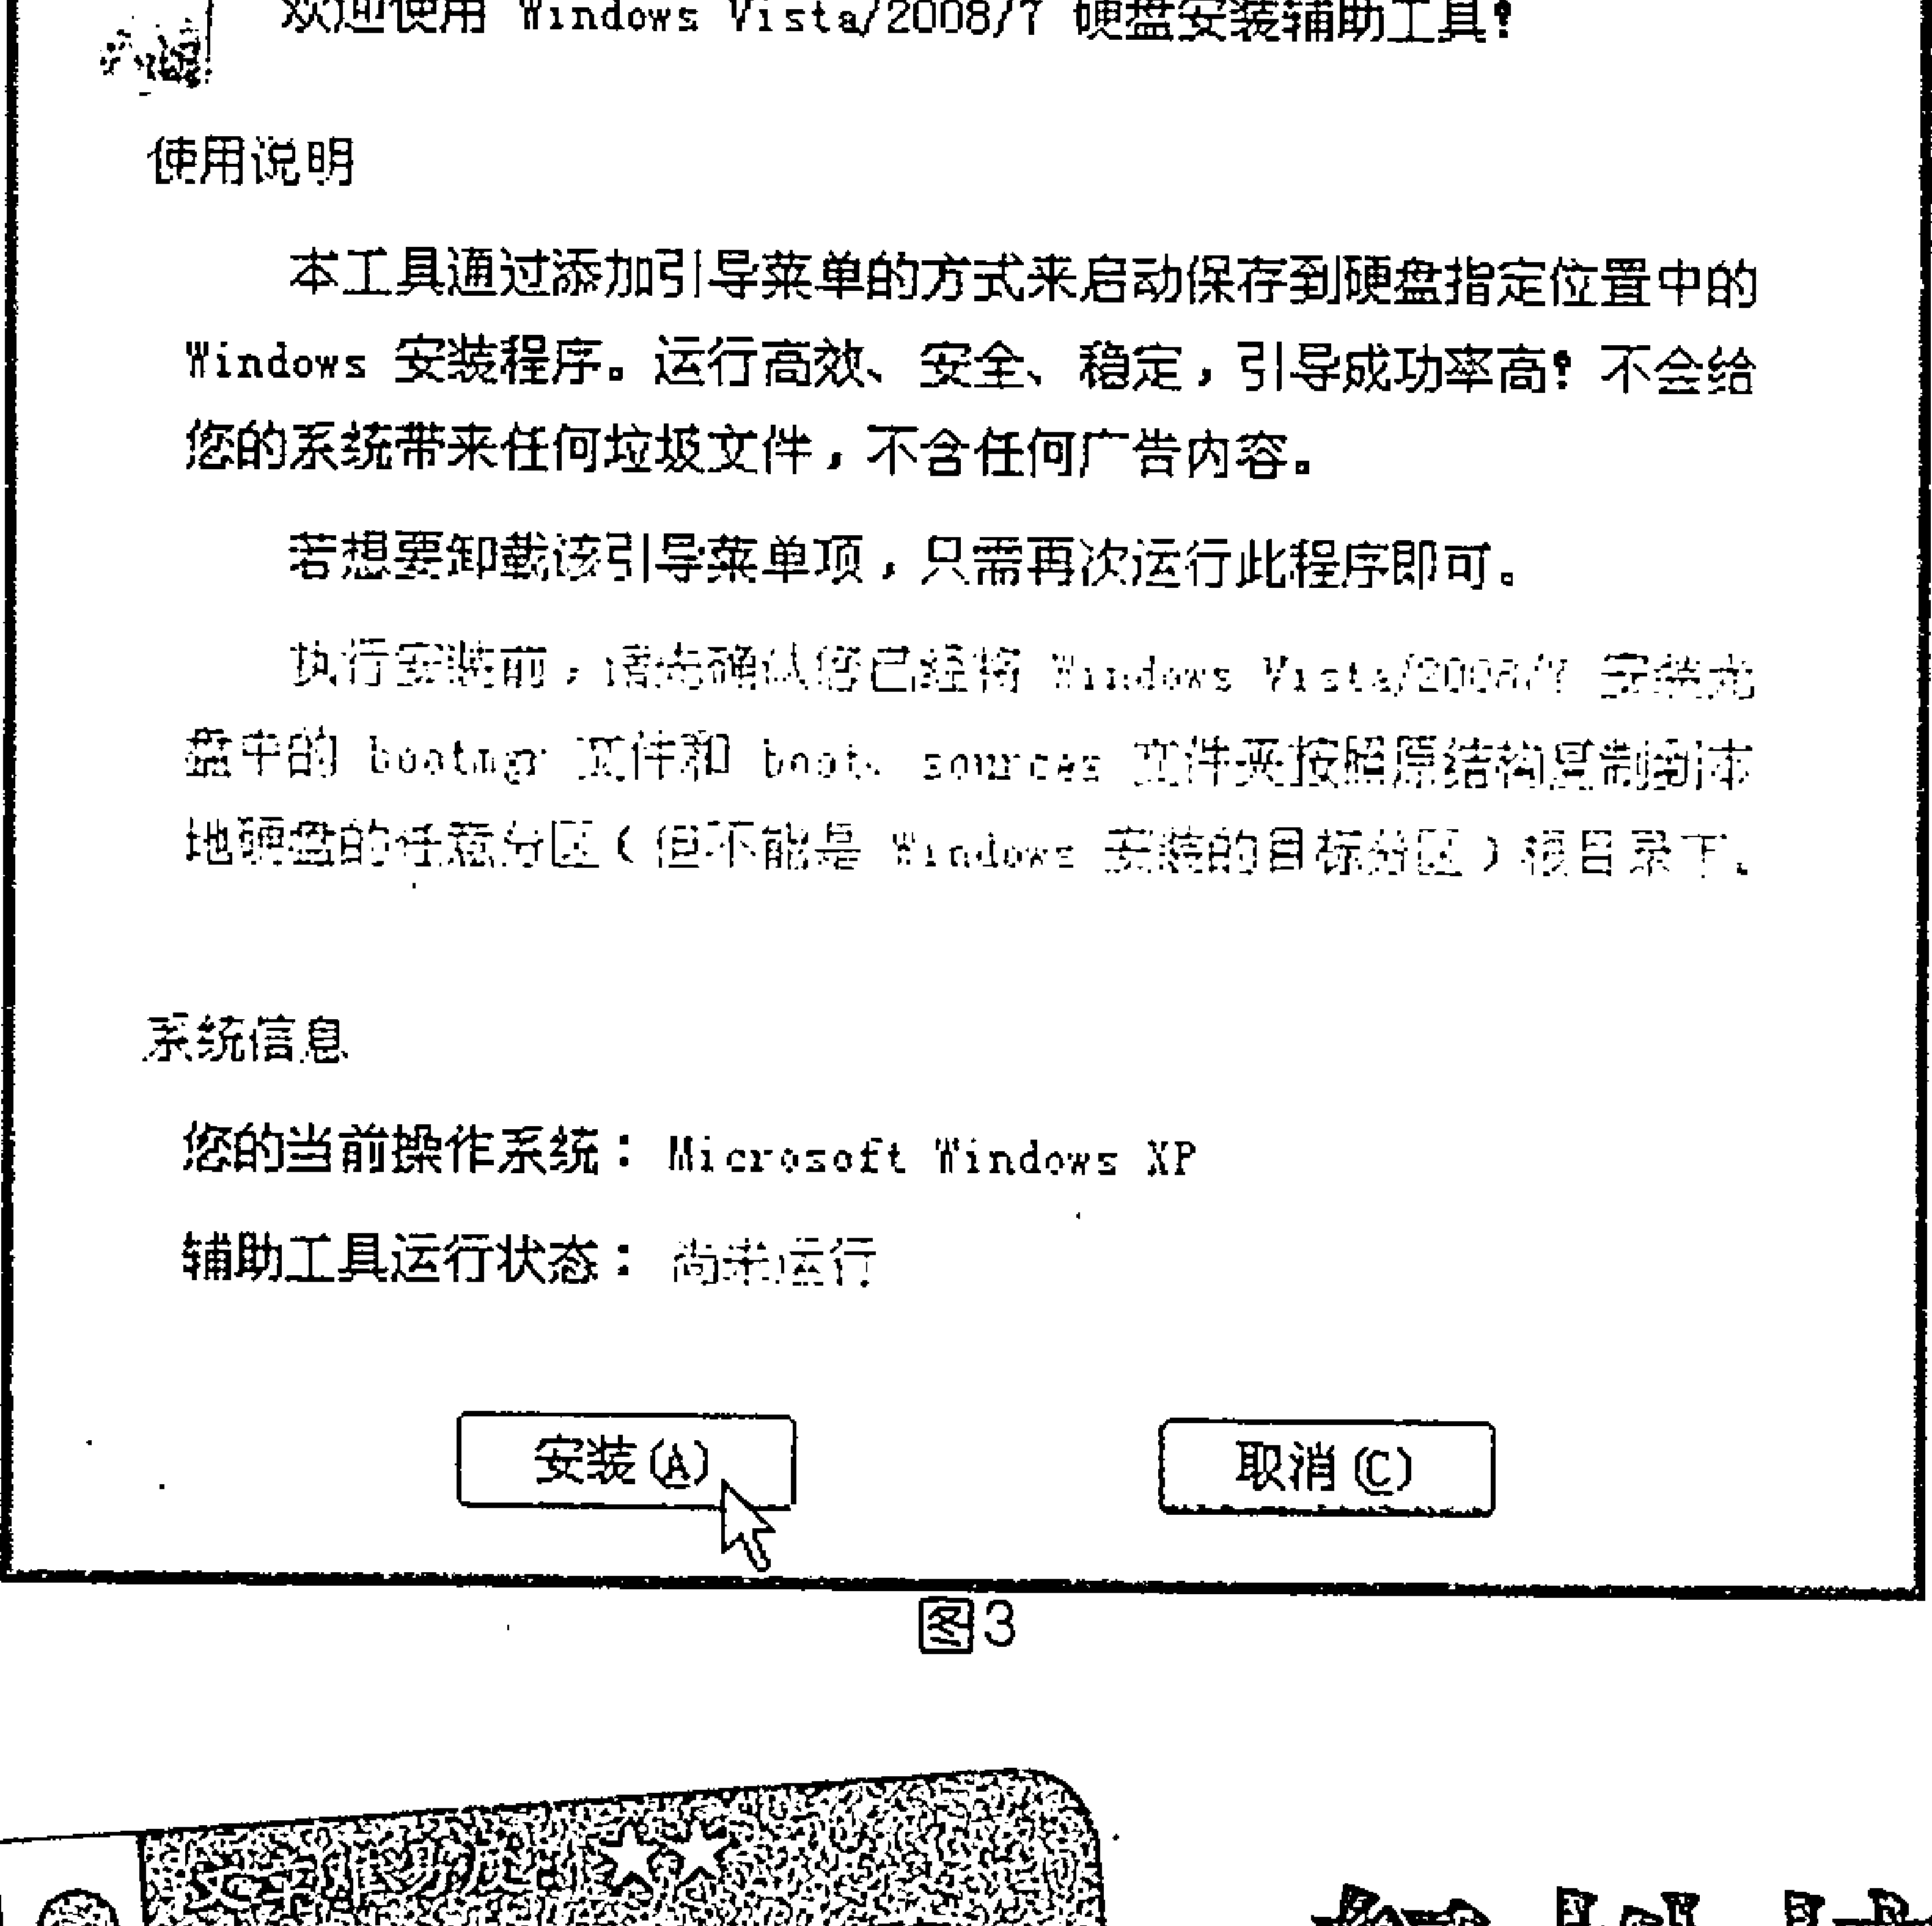 欢迎使用 Windows Vista/2008/7 硬盘安装辅助工具!
使用说明
本工具通过添加引导菜单的方式来启动保存到硬盘指定位置中的
Windows 安装程序。运行高效、安全、稳定，引导成功率高! 不会给
您的系统带来任何垃圾文件，不含任何广告内容。
若想要卸载该引导菜单项，只需再次运行此程序即可。
执行安装前，请先确认您已经将 Windows Vista/2008/7 安装光
盘中的 bootmgr 文件和 boot、sources 文件夹按照原结构复制到本
地硬盘的任意分区(但不能是 Windows 安装的目标分区)根目录下。
系统信息
您的当前操作系统：Microsoft Windows XP
辅助工具运行状态：尚未运行
安装(A)
取消(C)
图3